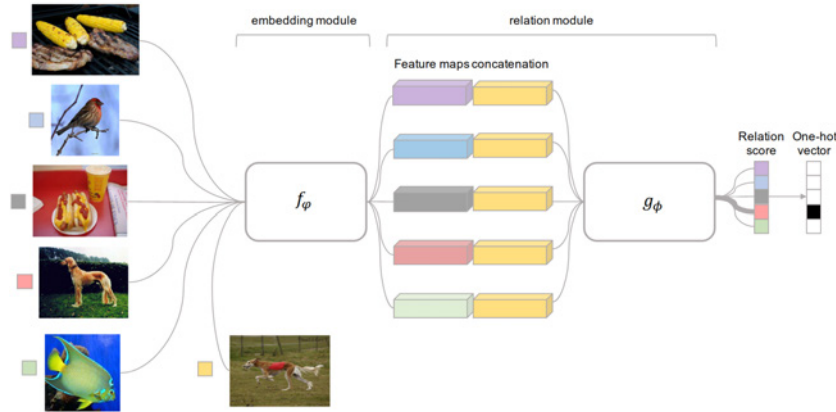 embedding module
relation module
Feature maps concatenation
Relation
score
One-hot
vector
f_φ
g_ϕ